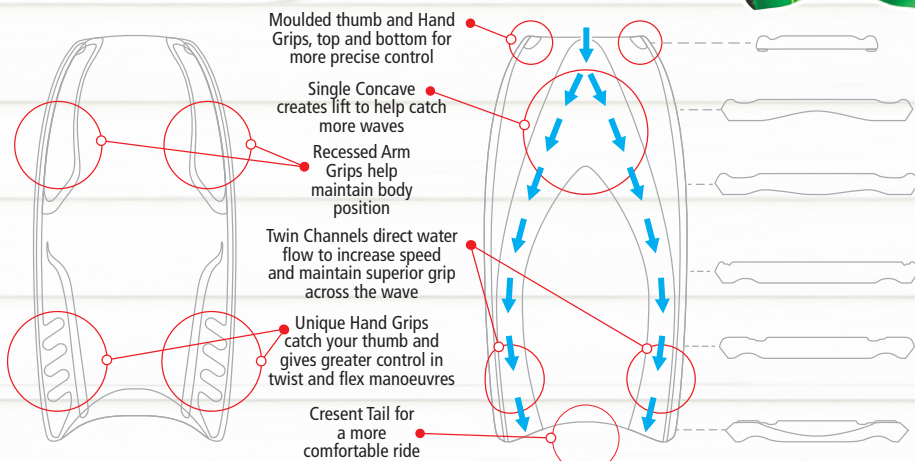 Moulded thumb and Hand
Grips, top and bottom for
more precise control
Single Concave
creates lift to help catch
more waves
Recessed Arm
Grips help
maintain body
position
Twin Channels direct water
flow to increase speed
and maintain superior grip
across the wave
Unique Hand Grips
catch your thumb and
gives greater control in
twist and flex manoeuvres
Cresent Tail for
a more
comfortable ride